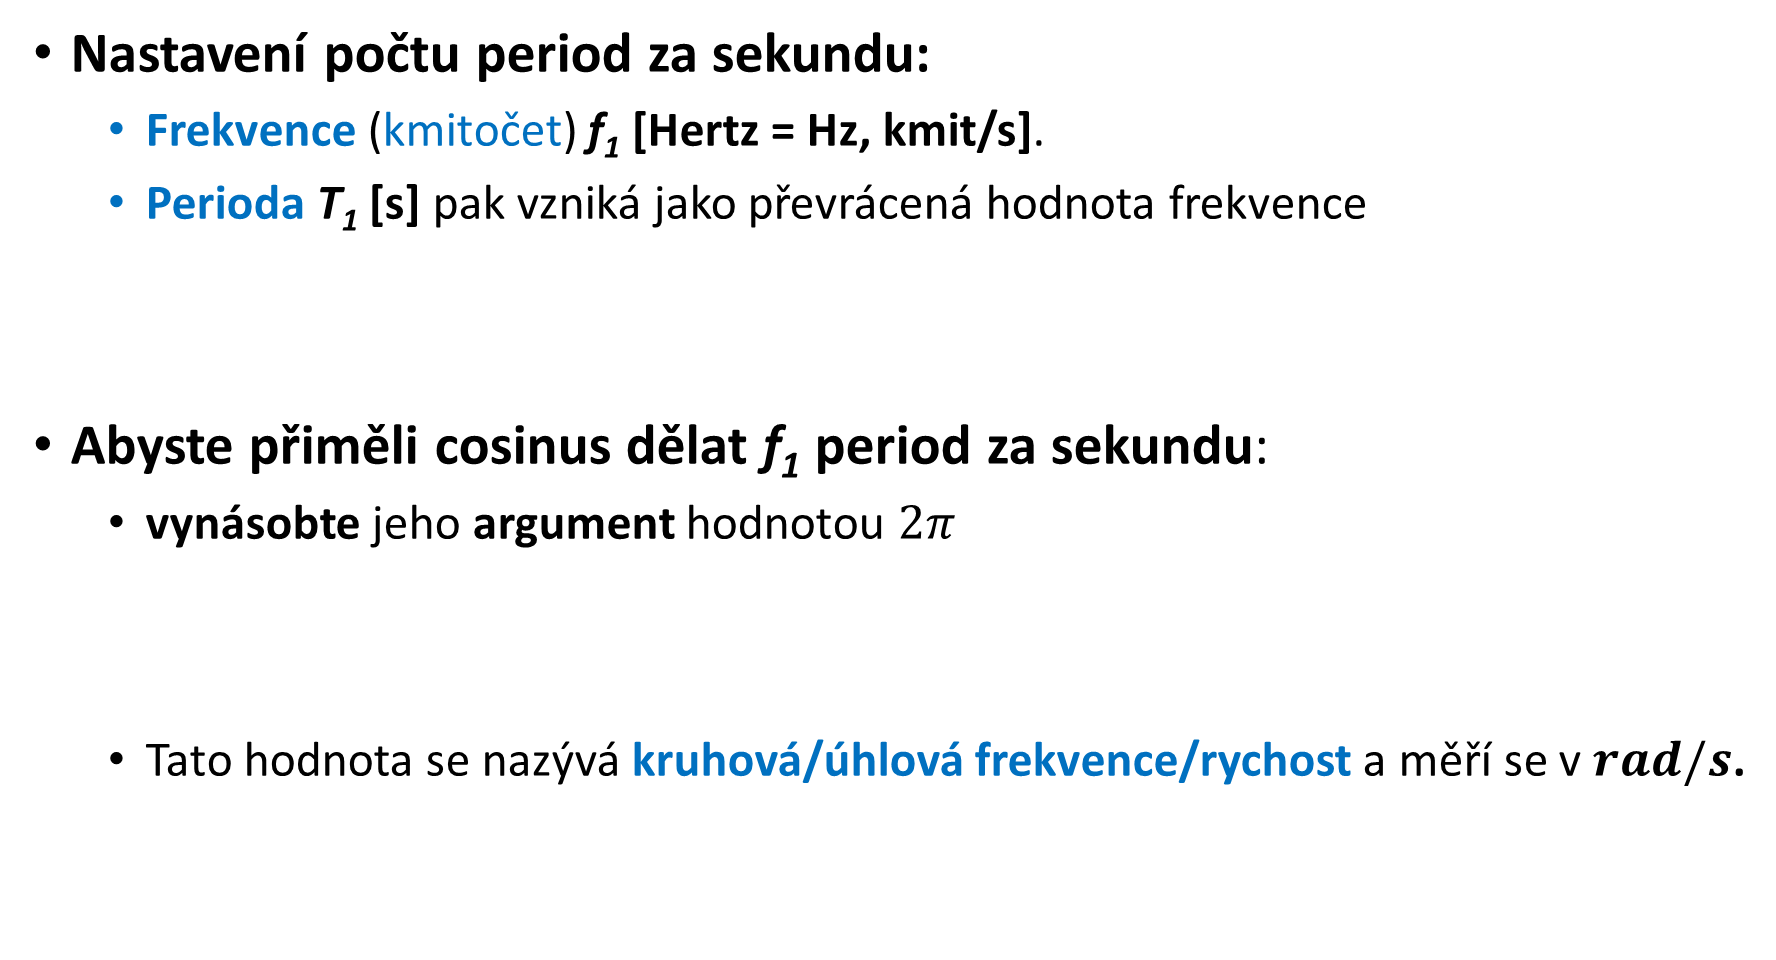 • Nastavení počtu period za sekundu:
• Frekvence (kmitočet) f₁ [Hertz = Hz, kmit/s].
• Perioda T₁ [s] pak vzniká jako převrácená hodnota frekvence
• Abyste přiměli cosinus dělat f₁ period za sekundu:
• vynásobte jeho argument hodnotou 2𝜋
• Tato hodnota se nazývá kruhová/úhlová frekvence/rychost a měří se v rad/s.